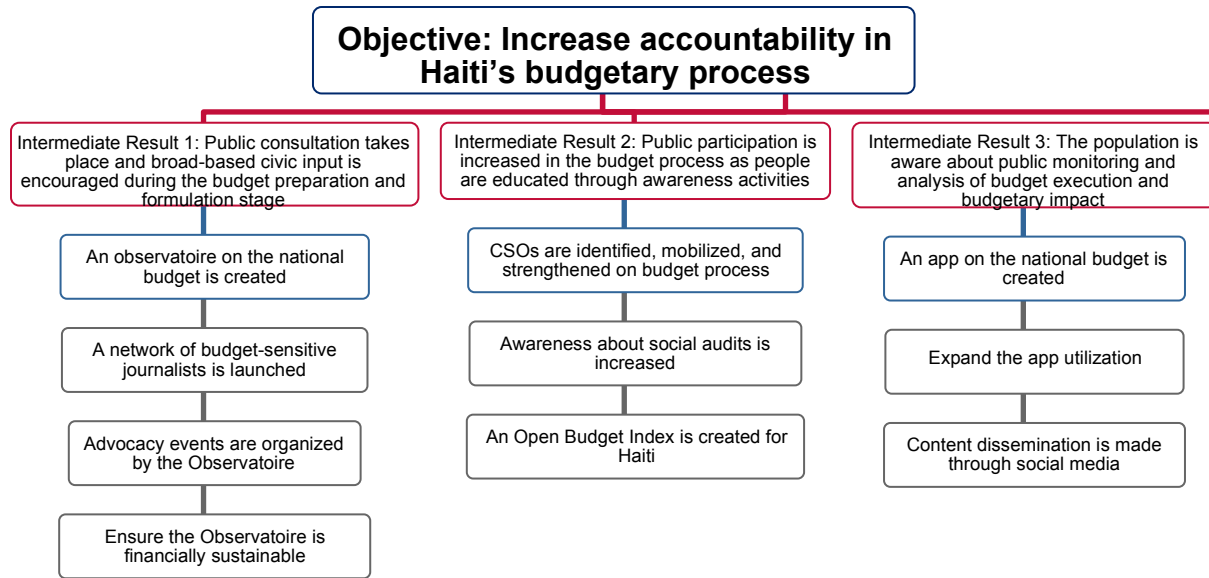 Objective: Increase accountability in
Haiti’s budgetary process
Intermediate Result 1: Public consultation takes
place and broad-based civic input is
encouraged during the budget preparation and
formulation stage
An observatoire on the national
budget is created
A network of budget-sensitive
journalists is launched
Advocacy events are organized
by the Observatoire
Ensure the Observatoire is
financially sustainable
Intermediate Result 2: Public participation is
increased in the budget process as people
are educated through awareness activities
CSOs are identified, mobilized, and
strengthened on budget process
Awareness about social audits is
increased
An Open Budget Index is created for
Haiti
Intermediate Result 3: The population is
aware about public monitoring and
analysis of budget execution and
budgetary impact
An app on the national budget is
created
Expand the app utilization
Content dissemination is made
through social media